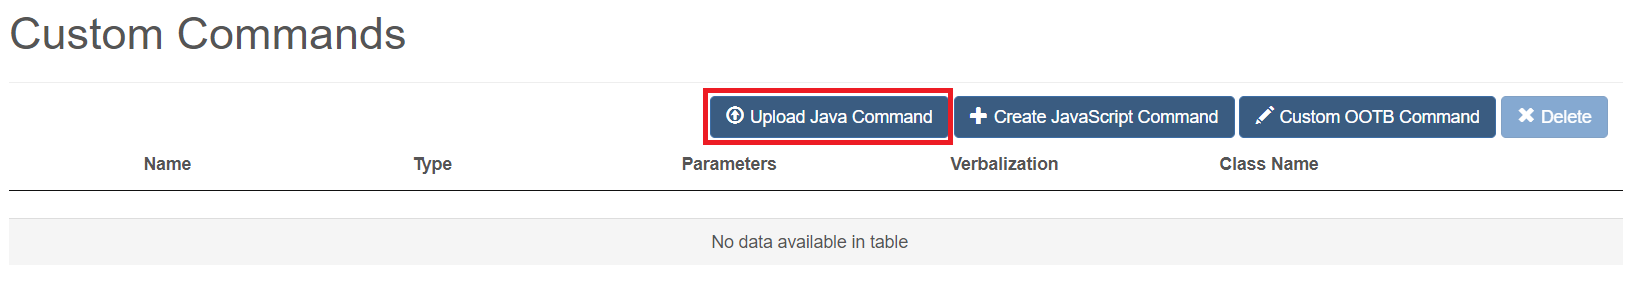 Custom Commands
Upload Java Command Create JavaScript Command Custom OOTB Command Delete
Name Type Parameters Verbalization Class Name
No data available in table